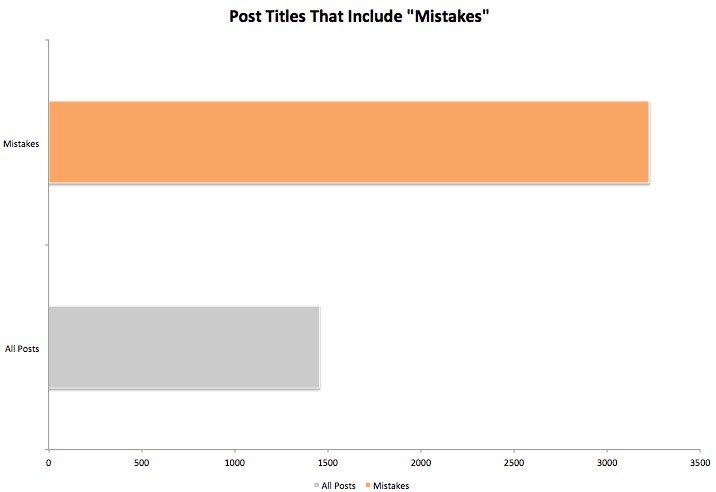 Post Titles That Include "Mistakes"
Mistakes
All Posts
0 500 1000 1500 2000 2500 3000 3500
All Posts Mistakes